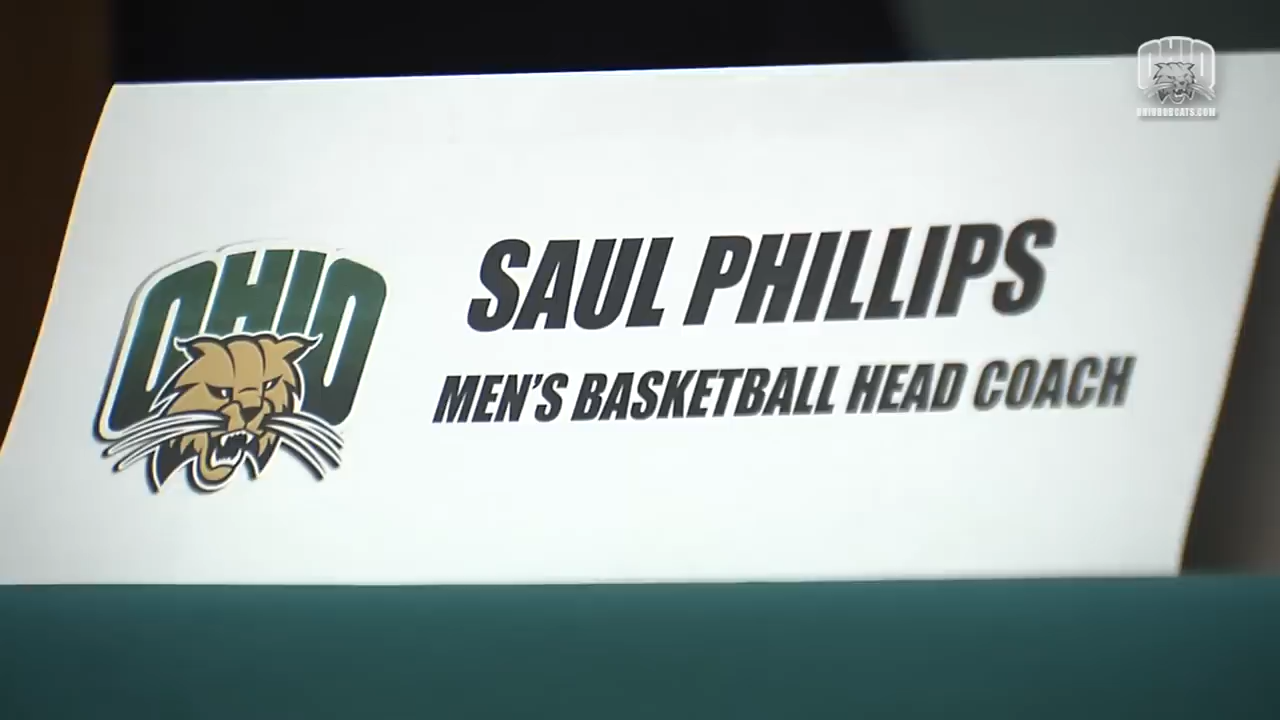 OHIO
OHIOBOBCATS.COM
OHIO
SAUL PHILLIPS
MEN'S BASKETBALL HEAD COACH